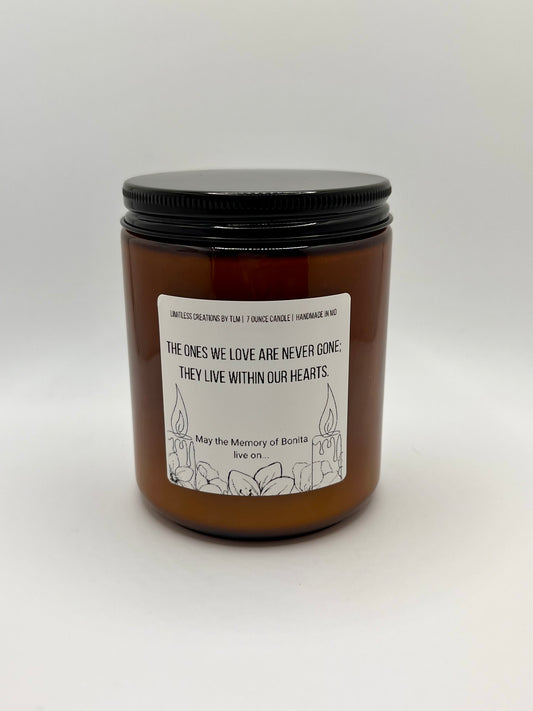 LIMITLESS CREATIONS BY TLM | 7 OUNCE CANDLE | HANDMADE IN MO
THE ONES WE LOVE ARE NEVER GONE;
THEY LIVE WITHIN OUR HEARTS.
May the Memory of Bonita
live on...